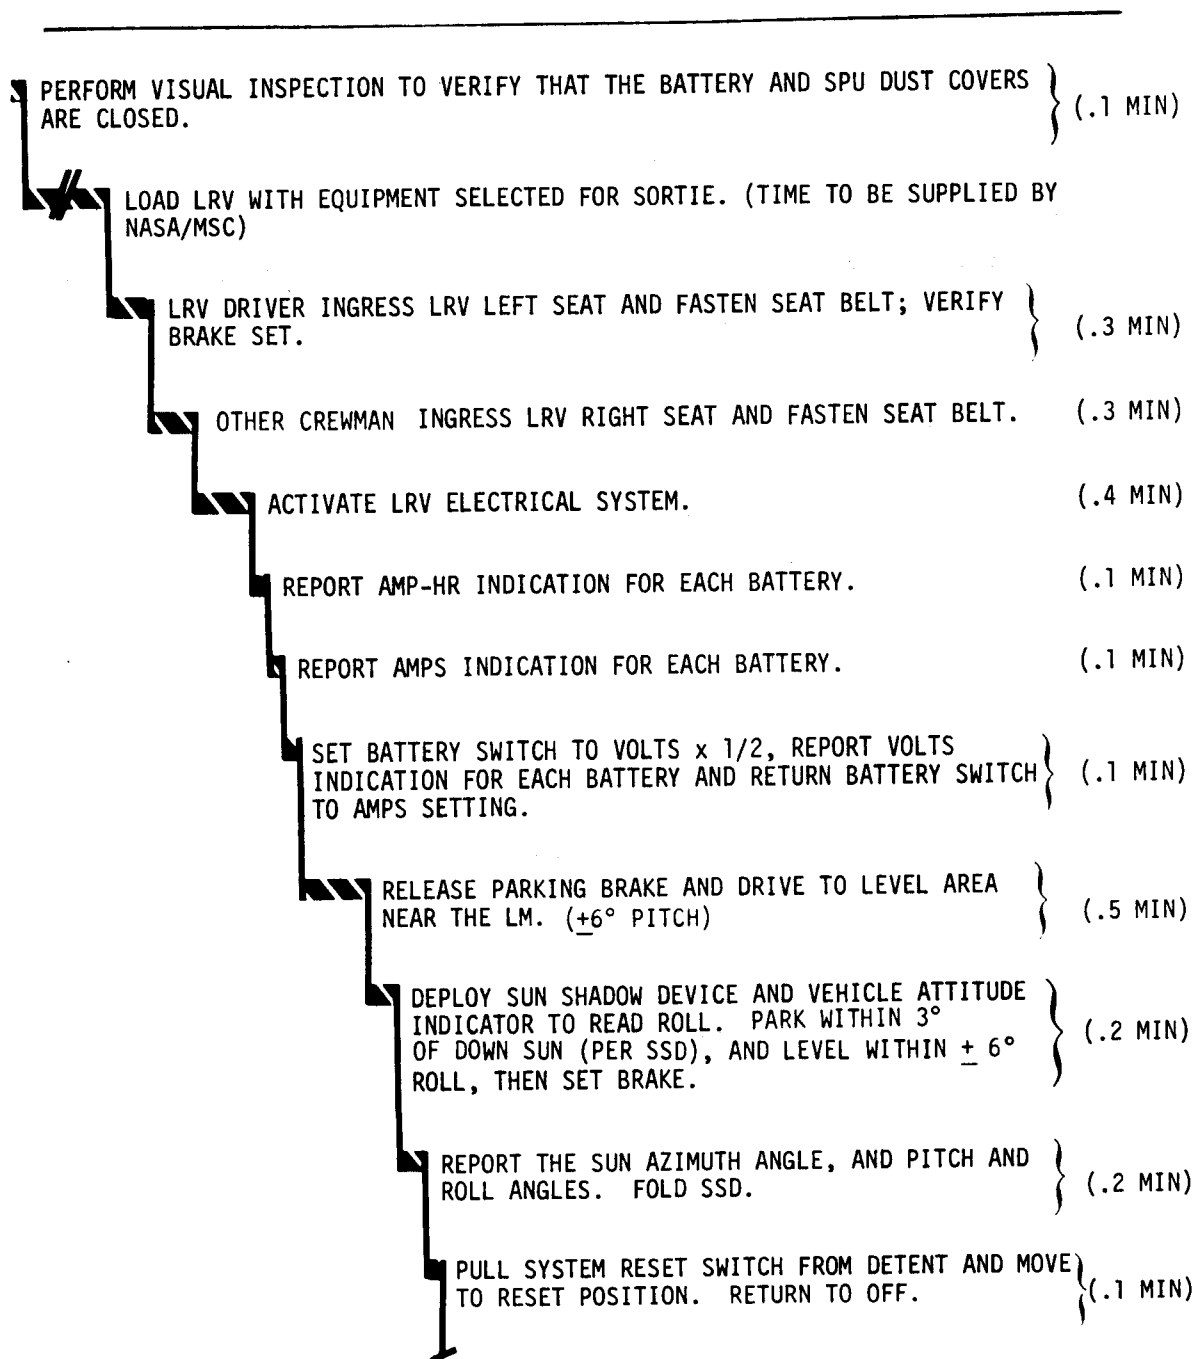 PERFORM VISUAL INSPECTION TO VERIFY THAT THE BATTERY AND SPU DUST COVERS
ARE CLOSED.
(.1 MIN)
LOAD LRV WITH EQUIPMENT SELECTED FOR SORTIE. (TIME TO BE SUPPLIED BY
NASA/MSC)
LRV DRIVER INGRESS LRV LEFT SEAT AND FASTEN SEAT BELT; VERIFY
BRAKE SET.
(.3 MIN)
OTHER CREWMAN INGRESS LRV RIGHT SEAT AND FASTEN SEAT BELT. (.3 MIN)
ACTIVATE LRV ELECTRICAL SYSTEM. (.4 MIN)
REPORT AMP-HR INDICATION FOR EACH BATTERY. (.1 MIN)
REPORT AMPS INDICATION FOR EACH BATTERY. (.1 MIN)
SET BATTERY SWITCH TO VOLTS x 1/2, REPORT VOLTS
INDICATION FOR EACH BATTERY AND RETURN BATTERY SWITCH
TO AMPS SETTING.
(.1 MIN)
RELEASE PARKING BRAKE AND DRIVE TO LEVEL AREA
NEAR THE LM. (±6° PITCH)
(.5 MIN)
DEPLOY SUN SHADOW DEVICE AND VEHICLE ATTITUDE
INDICATOR TO READ ROLL. PARK WITHIN 3°
OF DOWN SUN (PER SSD), AND LEVEL WITHIN ± 6°
ROLL, THEN SET BRAKE.
(.2 MIN)
REPORT THE SUN AZIMUTH ANGLE, AND PITCH AND
ROLL ANGLES. FOLD SSD.
(.2 MIN)
PULL SYSTEM RESET SWITCH FROM DETENT AND MOVE
TO RESET POSITION. RETURN TO OFF.
(.1 MIN)